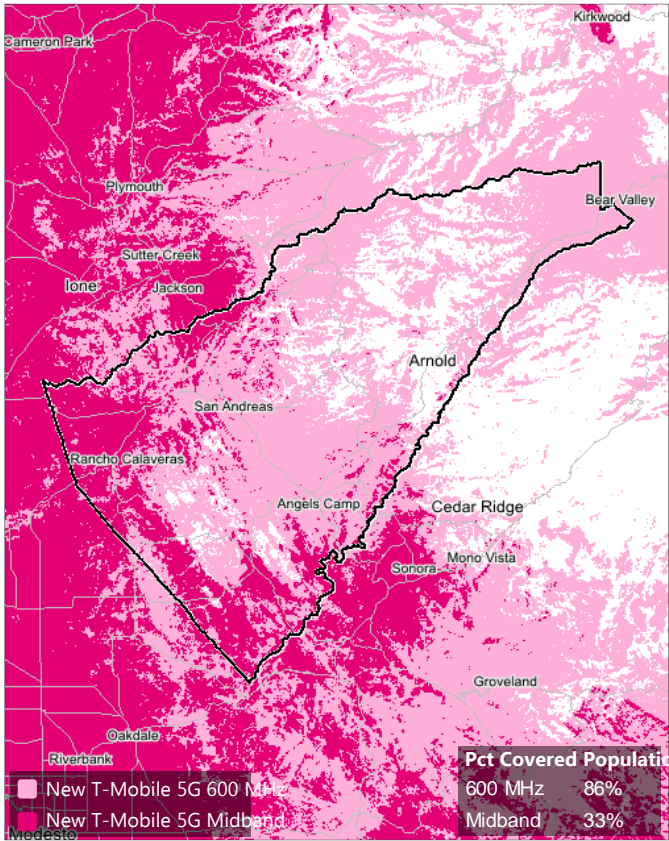 Kirkwood
Cameron Park
Plymouth
Bear Valley
Sutter Creek
Ione
Jackson
Arnold
San Andreas
Rancho Calaveras
Angels Camp
Cedar Ridge
Mono Vista
Sonora
Groveland
Oakdale
Riverbank
Pct Covered Populatio
New T-Mobile 5G 600 MHz
600 MHz 86%
New T-Mobile 5G Midband
Midband 33%
Modesto